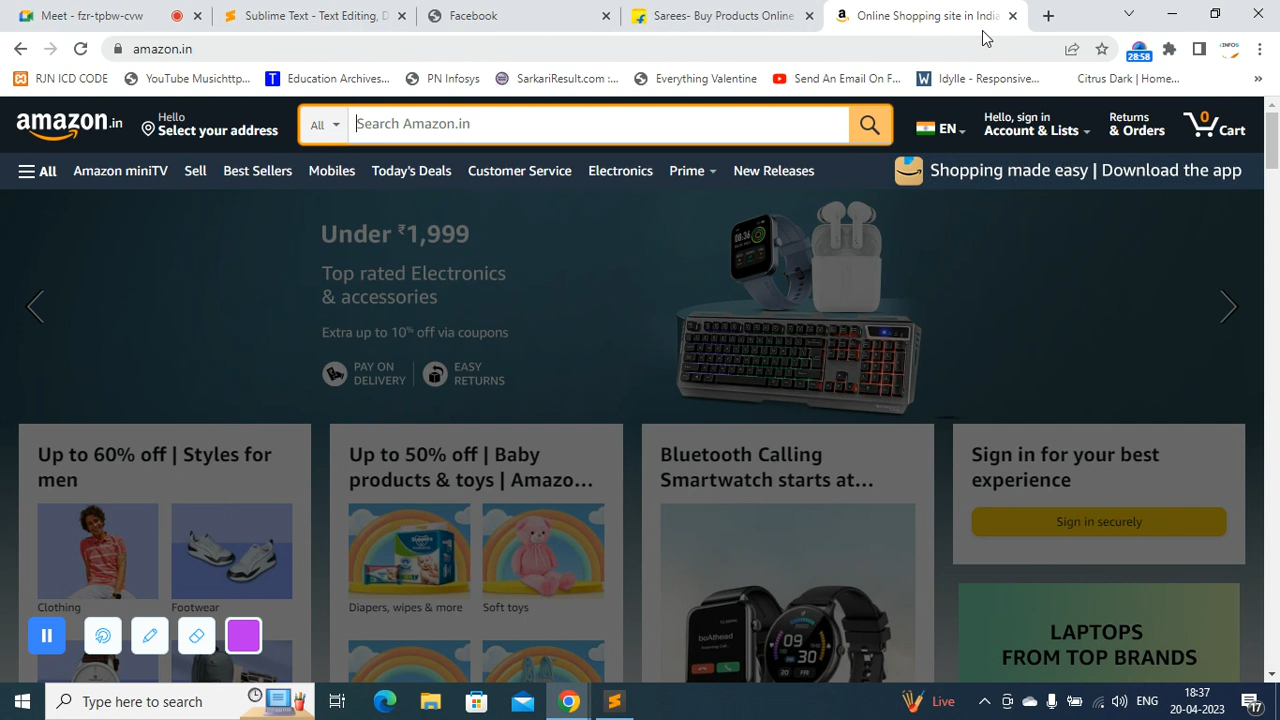 Meet - fzr-tpbw-cvw
Sublime Text - Text Editing, D
Facebook
Sarees- Buy Products Online
Online Shopping site in India
amazon.in
28:58
RJN ICD CODE
YouTube Musichttp...
Education Archives...
PN Infosys
SarkariResult.com :...
Everything Valentine
Send An Email On F...
Idylle - Responsive...
Citrus Dark | Home...
amazon.in
Hello
Select your address
All
Search Amazon.in
EN
Hello, sign in
Account & Lists
Returns
& Orders
0
Cart
All
Amazon miniTV
Sell
Best Sellers
Mobiles
Today's Deals
Customer Service
Electronics
Prime
New Releases
Shopping made easy | Download the app
Under ₹1,999
Top rated Electronics
& accessories
Extra up to 10% off via coupons
PAY ON
DELIVERY
EASY
RETURNS
Up to 60% off | Styles for
men
Up to 50% off | Baby
products & toys | Amazo...
Bluetooth Calling
Smartwatch starts at...
Sign in for your best
experience
Sign in securely
Clothing
Footwear
Diapers, wipes & more
Soft toys
boAthead
09
30
LAPTOPS
FROM TOP BRANDS
Type here to search
Live
ENG
18:37
20-04-2023
17